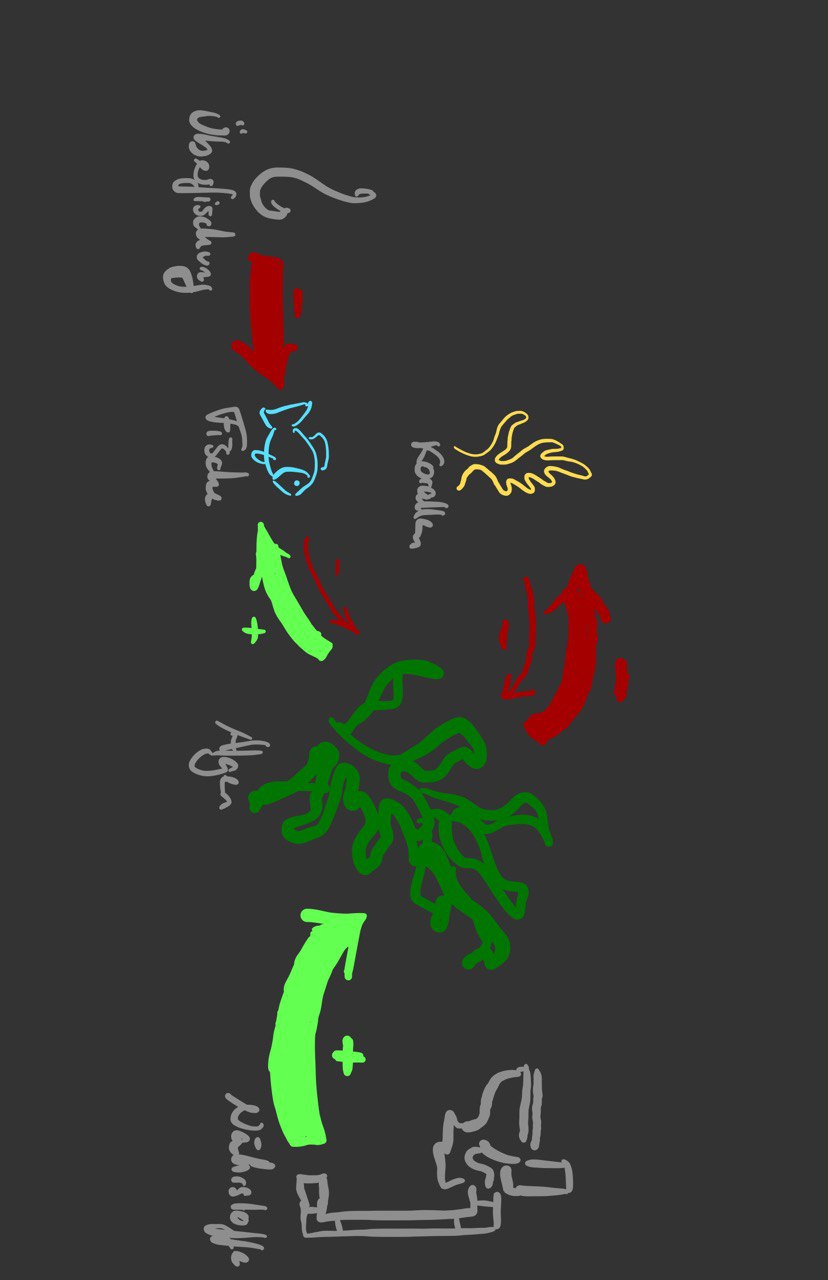 Überfischung
-
Fische
Korallen
-
+
-
-
Algen
+
Nährstoffe